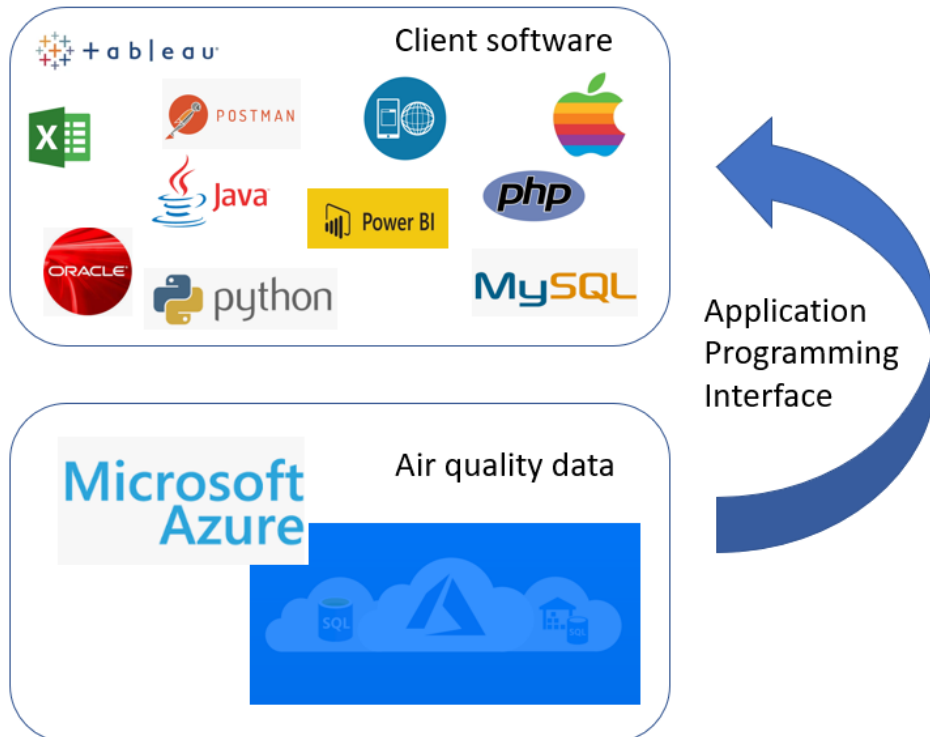 +ableau
Client software
X
POSTMAN
Java
Power BI
php
ORACLE
python
MySQL
Application
Programming
Interface
Microsoft
Azure
Air quality data
SQL
SQL